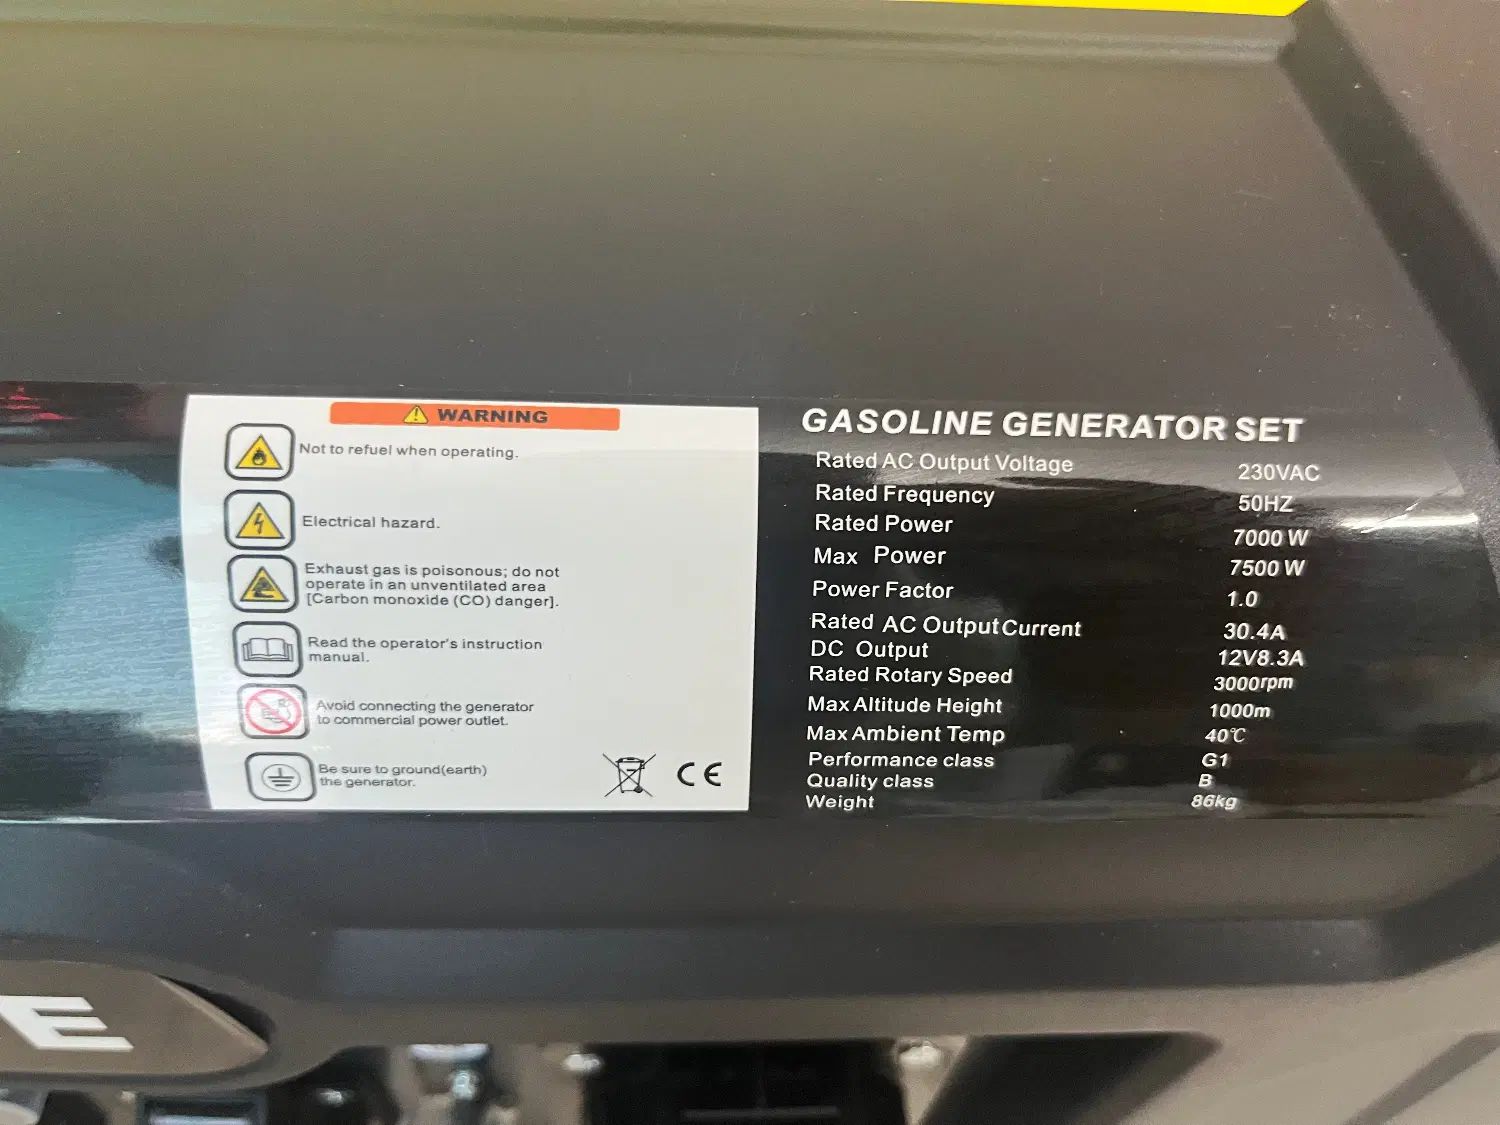 WARNING
Not to refuel when operating.
Electrical hazard.
Exhaust gas is poisonous; do not
operate in an unventilated area
[Carbon monoxide (CO) danger].
Read the operator's instruction
manual.
Avoid connecting the generator
to commercial power outlet.
Be sure to ground(earth)
the generator.
CE
GASOLINE GENERATOR SET
Rated AC Output Voltage 230VAC
Rated Frequency 50HZ
Rated Power 7000 W
Max Power 7500 W
Power Factor 1.0
Rated AC Output Current 30.4A
DC Output 12V8.3A
Rated Rotary Speed 3000rpm
Max Altitude Height 1000m
Max Ambient Temp 40℃
Performance class G1
Quality class B
Weight 86kg
E